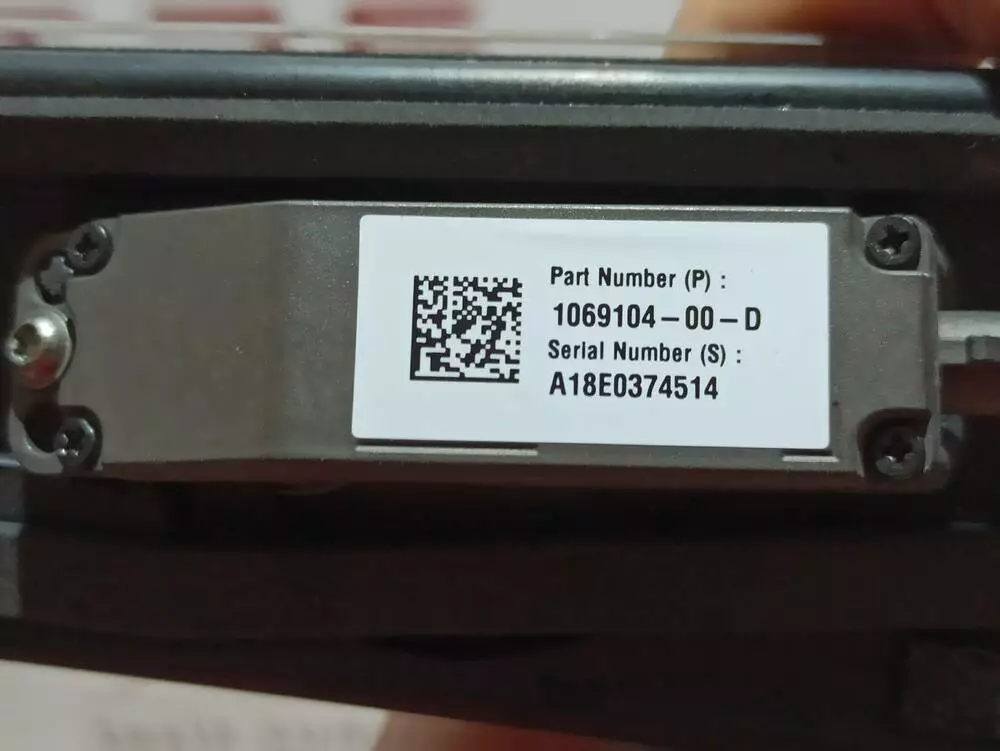 Part Number (P) :
1069104-00-D
Serial Number (S) :
A18E0374514